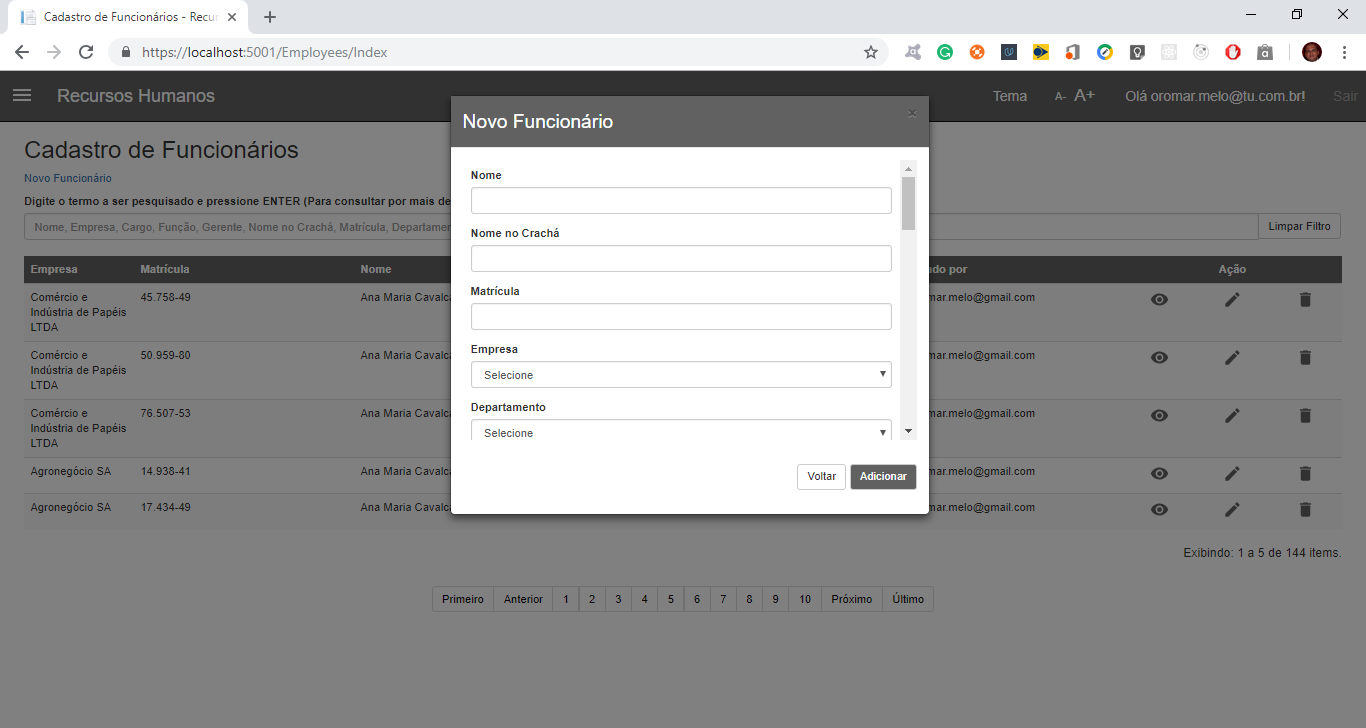 Cadastro de Funcionários - Recur
https://localhost:5001/Employees/Index
Recursos Humanos
Tema A- A+ Olá oromar.melo@tu.com.br! Sair
Cadastro de Funcionários
Novo Funcionário
Digite o termo a ser pesquisado e pressione ENTER (Para consultar por mais de
Nome, Empresa, Cargo, Função, Gerente, Nome no Crachá, Matrícula, Departamen
Limpar Filtro
Empresa Matrícula Nome do por Ação
Comércio e Indústria de Papéis LTDA 45.758-49 Ana Maria Cavalca mar.melo@gmail.com
Comércio e Indústria de Papéis LTDA 50.959-80 Ana Maria Cavalca mar.melo@gmail.com
Comércio e Indústria de Papéis LTDA 76.507-53 Ana Maria Cavalca mar.melo@gmail.com
Agronegócio SA 14.938-41 Ana Maria Cavalca mar.melo@gmail.com
Agronegócio SA 17.434-49 Ana Maria Cavalca mar.melo@gmail.com
Exibindo: 1 a 5 de 144 items.
Primeiro Anterior 1 2 3 4 5 6 7 8 9 10 Próximo Último
Novo Funcionário
×
Nome
Nome no Crachá
Matrícula
Empresa
Selecione
Departamento
Selecione
Voltar Adicionar